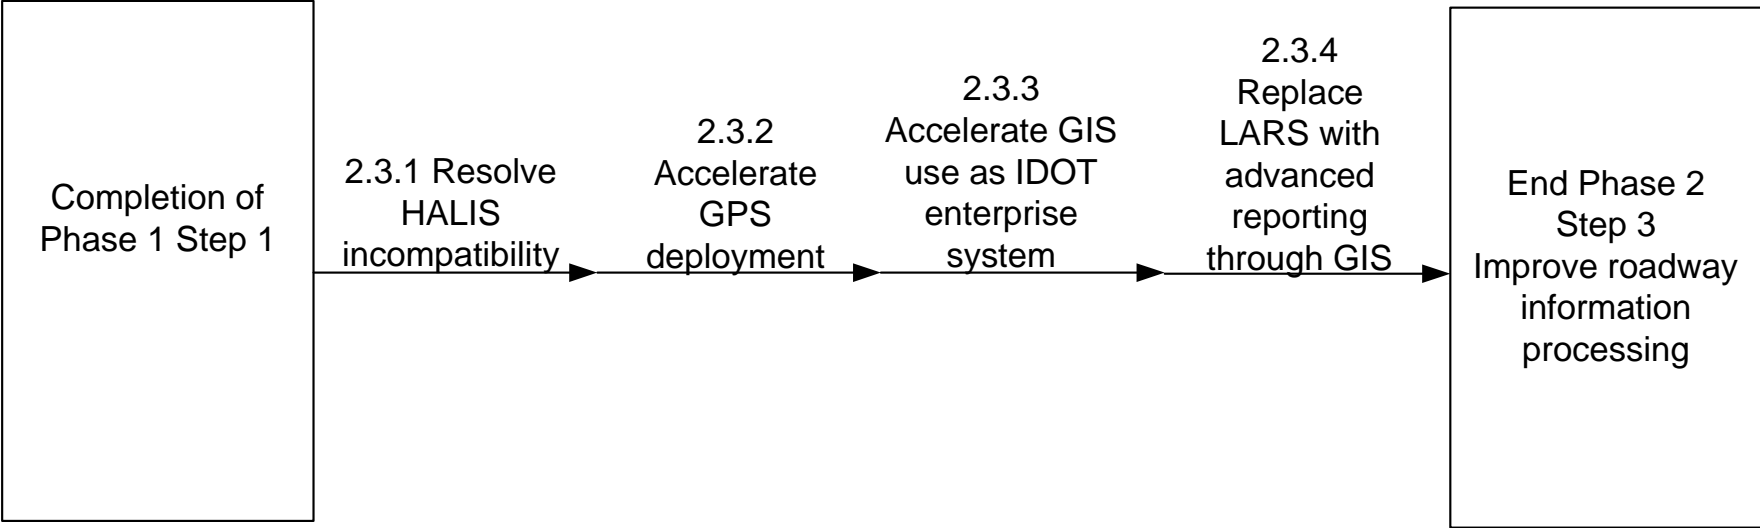 Completion of
Phase 1 Step 1
2.3.1 Resolve
HALIS
incompatibility
2.3.2
Accelerate
GPS
deployment
2.3.3
Accelerate GIS
use as IDOT
enterprise
system
2.3.4
Replace
LARS with
advanced
reporting
through GIS
End Phase 2
Step 3
Improve roadway
information
processing